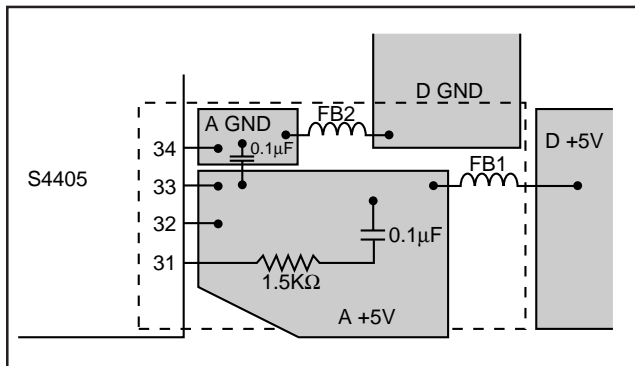 D GND
FB2
A GND
D +5V
34
0.1µF
FB1
S4405
33
32
0.1µF
31
1.5KΩ
A +5V